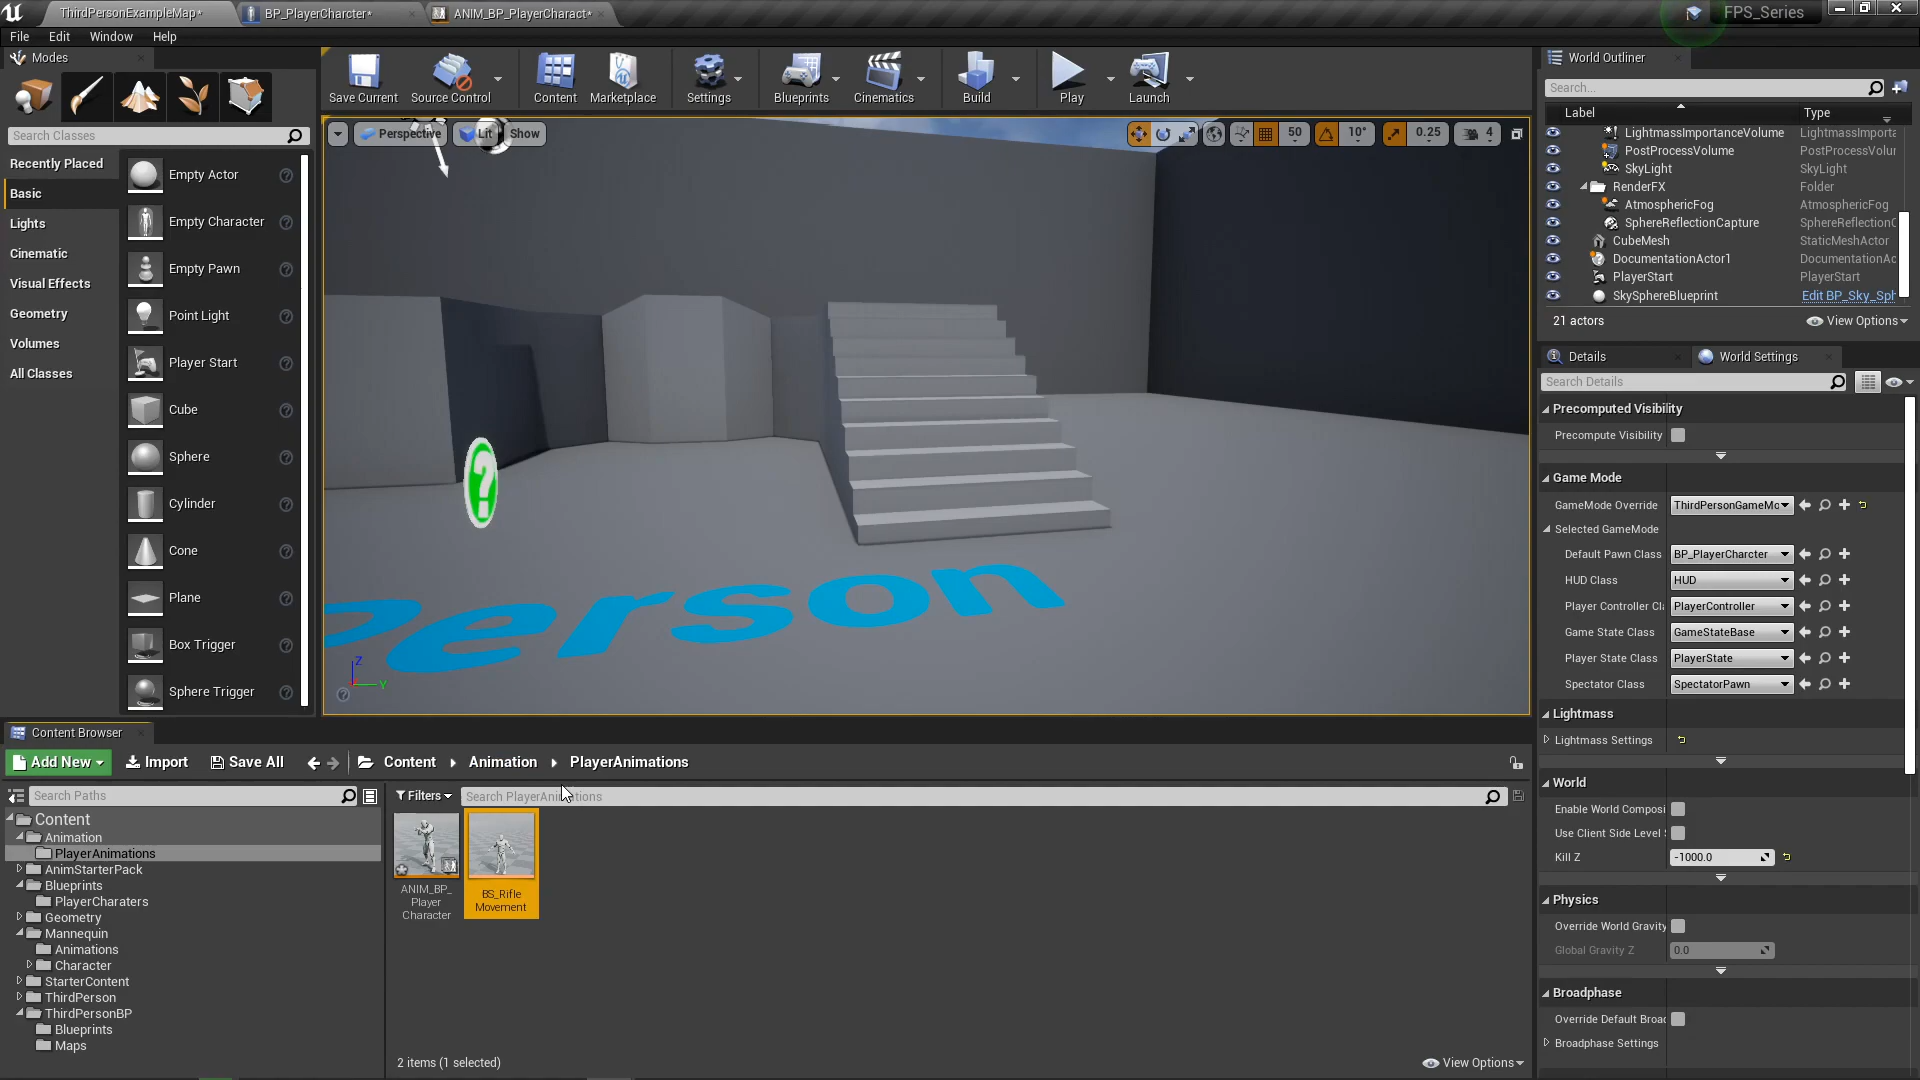 ThirdPersonExampleMap*
BP_PlayerCharcter*
ANIM_BP_PlayerCharact*
FPS_Series
File
Edit
Window
Help
Modes
Search Classes
Recently Placed
Basic
Lights
Cinematic
Visual Effects
Geometry
Volumes
All Classes
Empty Actor
Empty Character
Empty Pawn
Point Light
Player Start
Cube
Sphere
Cylinder
Cone
Plane
Box Trigger
Sphere Trigger
Save Current
Source Control
Content
Marketplace
Settings
Blueprints
Cinematics
Build
Play
Launch
Perspective
Lit
Show
50
10°
0.25
4
Person
Z
Y
World Outliner
Search...
Label
Type
LightmassImportanceVolume
LightmassImporta
PostProcessVolume
PostProcessVolur
SkyLight
SkyLight
RenderFX
Folder
AtmosphericFog
AtmosphericFog
SphereReflectionCapture
SphereReflectionC
CubeMesh
StaticMeshActor
DocumentationActor1
DocumentationAc
PlayerStart
PlayerStart
SkySphereBlueprint
Edit BP_Sky_Sph
21 actors
View Options
Details
World Settings
Search Details
Precomputed Visibility
Precompute Visibility
Game Mode
GameMode Override
ThirdPersonGameMo
Selected GameMode
Default Pawn Class
BP_PlayerCharcter
HUD Class
HUD
Player Controller Cl
PlayerController
Game State Class
GameStateBase
Player State Class
PlayerState
Spectator Class
SpectatorPawn
Lightmass
Lightmass Settings
World
Enable World Composi
Use Client Side Level
Kill Z
-1000.0
Physics
Override World Gravity
Global Gravity Z
0.0
Broadphase
Override Default Broad
Broadphase Settings
Content Browser
Add New
Import
Save All
Content
Animation
PlayerAnimations
Search Paths
Filters
Search PlayerAnimations
Content
Animation
PlayerAnimations
AnimStarterPack
Blueprints
PlayerCharaters
Geometry
Mannequin
Animations
Character
StarterContent
ThirdPerson
ThirdPersonBP
Blueprints
Maps
ANIM_BP_
Player
Character
BS_Rifle
Movement
2 items (1 selected)
View Options